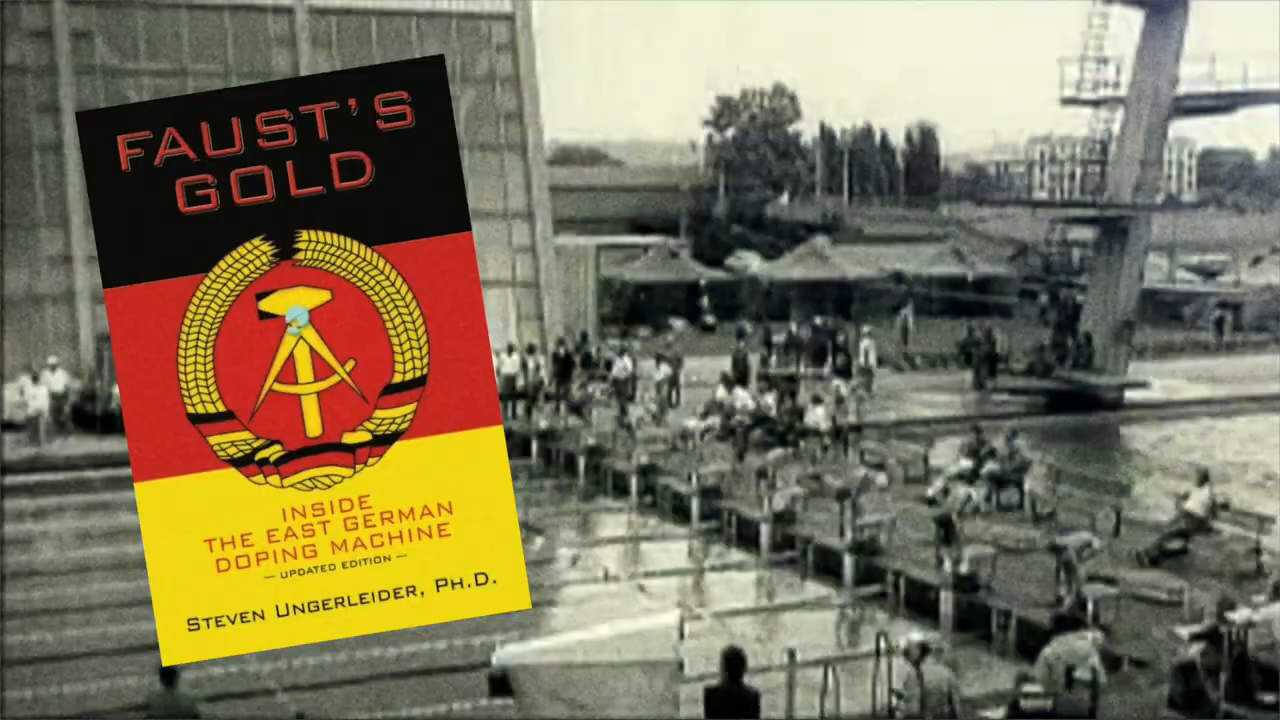 FAUST'S
GOLD
INSIDE
THE EAST GERMAN
DOPING MACHINE
— UPDATED EDITION —
STEVEN UNGERLEIDER, PH.D.